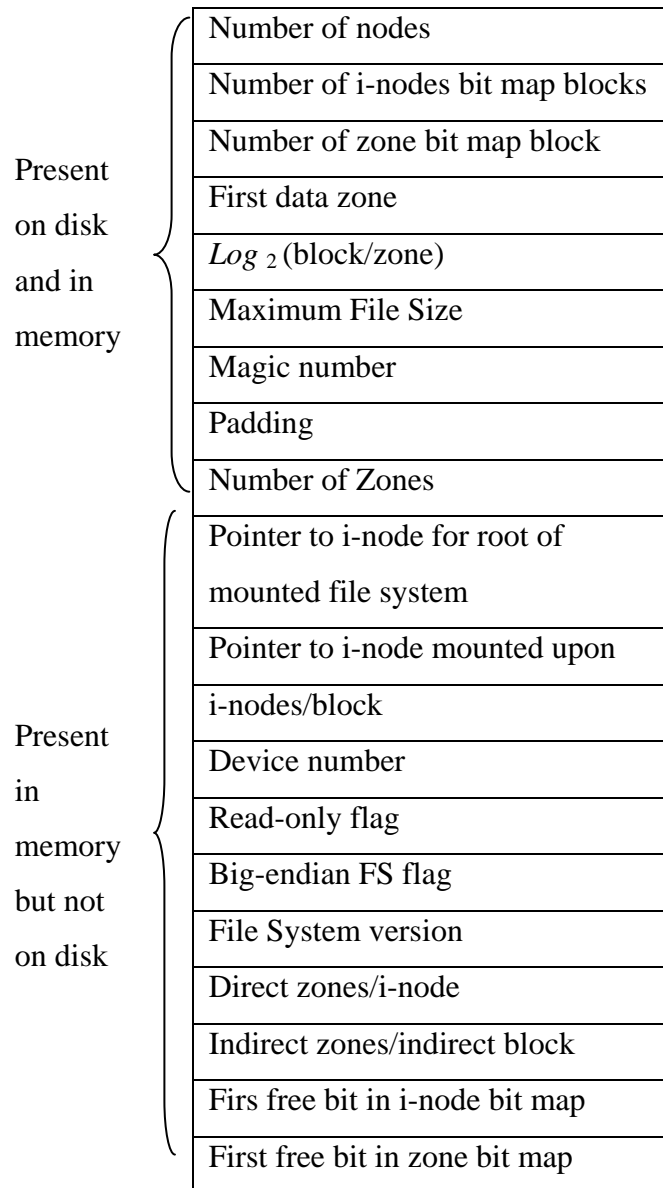 Number of nodes
Number of i-nodes bit map blocks
Number of zone bit map block
First data zone
Log 2 (block/zone)
Maximum File Size
Magic number
Padding
Number of Zones
Present
on disk
and in
memory
Pointer to i-node for root of
mounted file system
Pointer to i-node mounted upon
i-nodes/block
Device number
Read-only flag
Big-endian FS flag
File System version
Direct zones/i-node
Indirect zones/indirect block
Firs free bit in i-node bit map
First free bit in zone bit map
Present
in
memory
but not
on disk